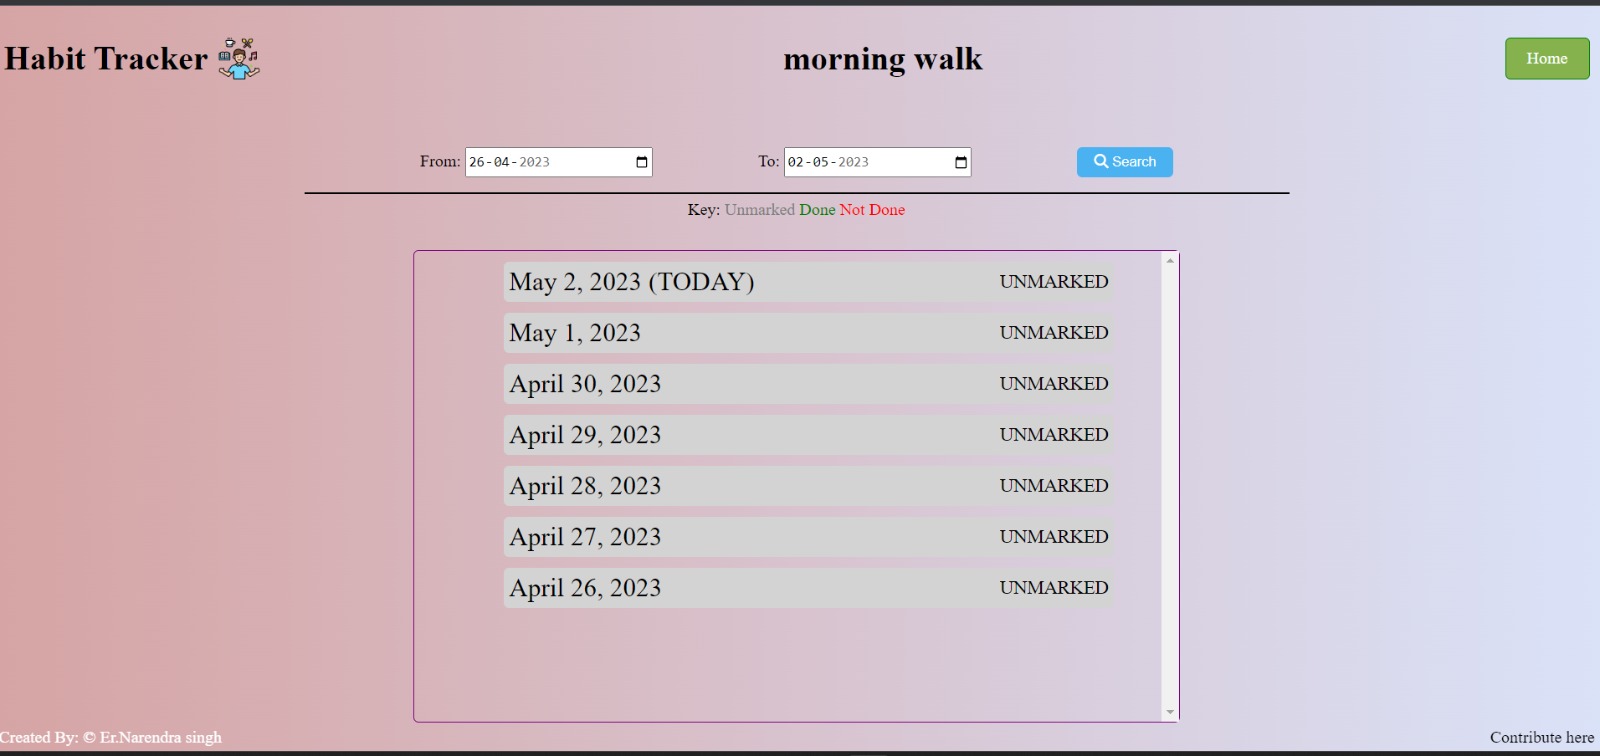 Habit Tracker
morning walk
Home
From: 26-04-2023
To: 02-05-2023
Search
Key: Unmarked Done Not Done
May 2, 2023 (TODAY) UNMARKED
May 1, 2023 UNMARKED
April 30, 2023 UNMARKED
April 29, 2023 UNMARKED
April 28, 2023 UNMARKED
April 27, 2023 UNMARKED
April 26, 2023 UNMARKED
Created By: © Er.Narendra singh
Contribute here